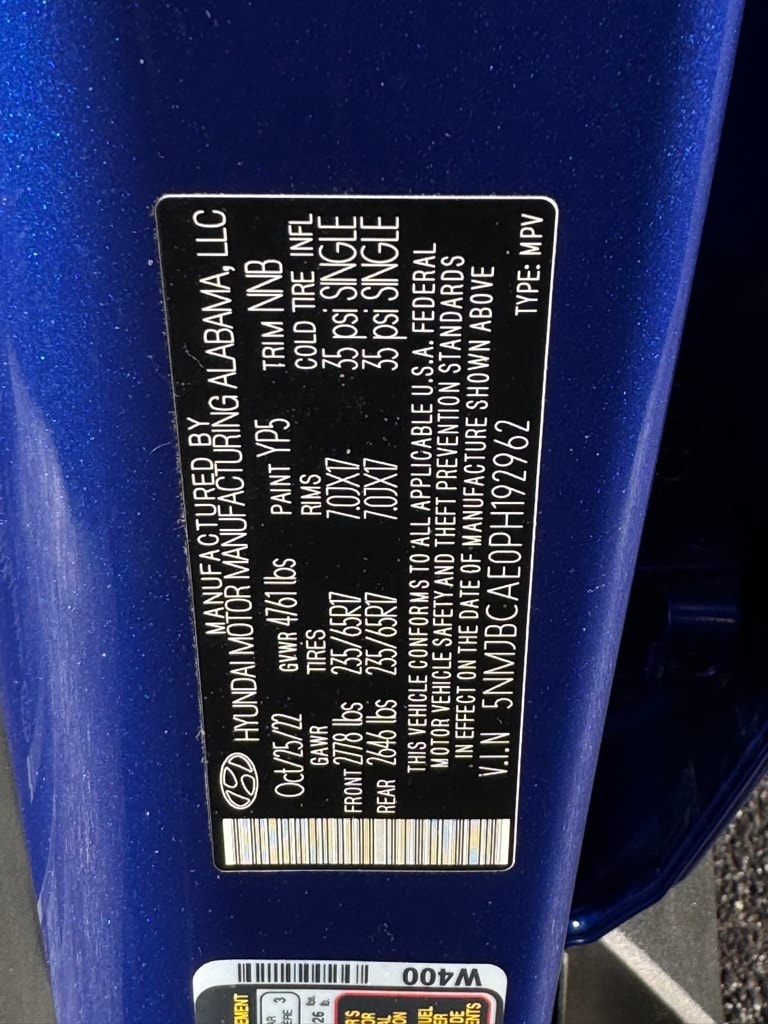 MANUFACTURED BY
HYUNDAI MOTOR MANUFACTURING ALABAMA, LLC
Oct/25/22 GVWR 4761 lbs PAINT YP5 TRIM NNB
GAWR TIRES RIMS COLD TIRE INFL
FRONT 2778 lbs 235/65R17 7.0JX17 35 psi SINGLE
REAR 2646 lbs 235/65R17 7.0JX17 35 psi SINGLE
THIS VEHICLE CONFORMS TO ALL APPLICABLE U.S.A. FEDERAL
MOTOR VEHICLE SAFETY AND THEFT PREVENTION STANDARDS
IN EFFECT ON THE DATE OF MANUFACTURE SHOWN ABOVE
V.I.N 5NMJBCAE0PH192962
TYPE: MPV
W400